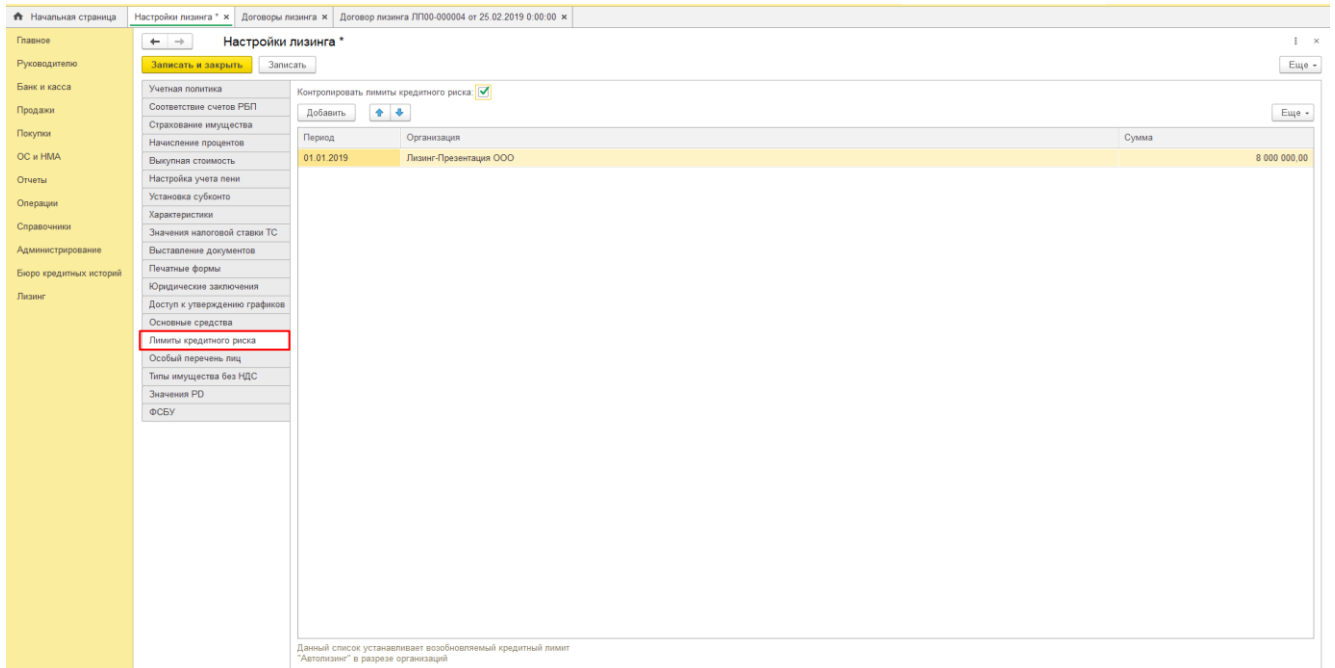 Начальная страница
Настройки лизинга * ×
Договоры лизинга ×
Договор лизинга ЛП00-000004 от 25.02.2019 0:00:00 ×
Главное
Руководителю
Банк и касса
Продажи
Покупки
ОС и НМА
Отчеты
Операции
Справочники
Администрирование
Бюро кредитных историй
Лизинг
Настройки лизинга *
Записать и закрыть
Записать
Еще
Учетная политика
Соответствие счетов РБП
Страхование имущества
Начисление процентов
Выкупная стоимость
Настройка учета пени
Установка субконто
Характеристики
Значения налоговой ставки ТС
Выставление документов
Печатные формы
Юридические заключения
Доступ к утверждению графиков
Основные средства
Лимиты кредитного риска
Особый перечень лиц
Типы имущества без НДС
Значения PD
ФСБУ
Контролировать лимиты кредитного риска:
Добавить
Еще
Период Организация Сумма
01.01.2019 Лизинг-Презентация ООО 8 000 000,00
Данный список устанавливает возобновляемый кредитный лимит
"Автолизинг" в разрезе организаций